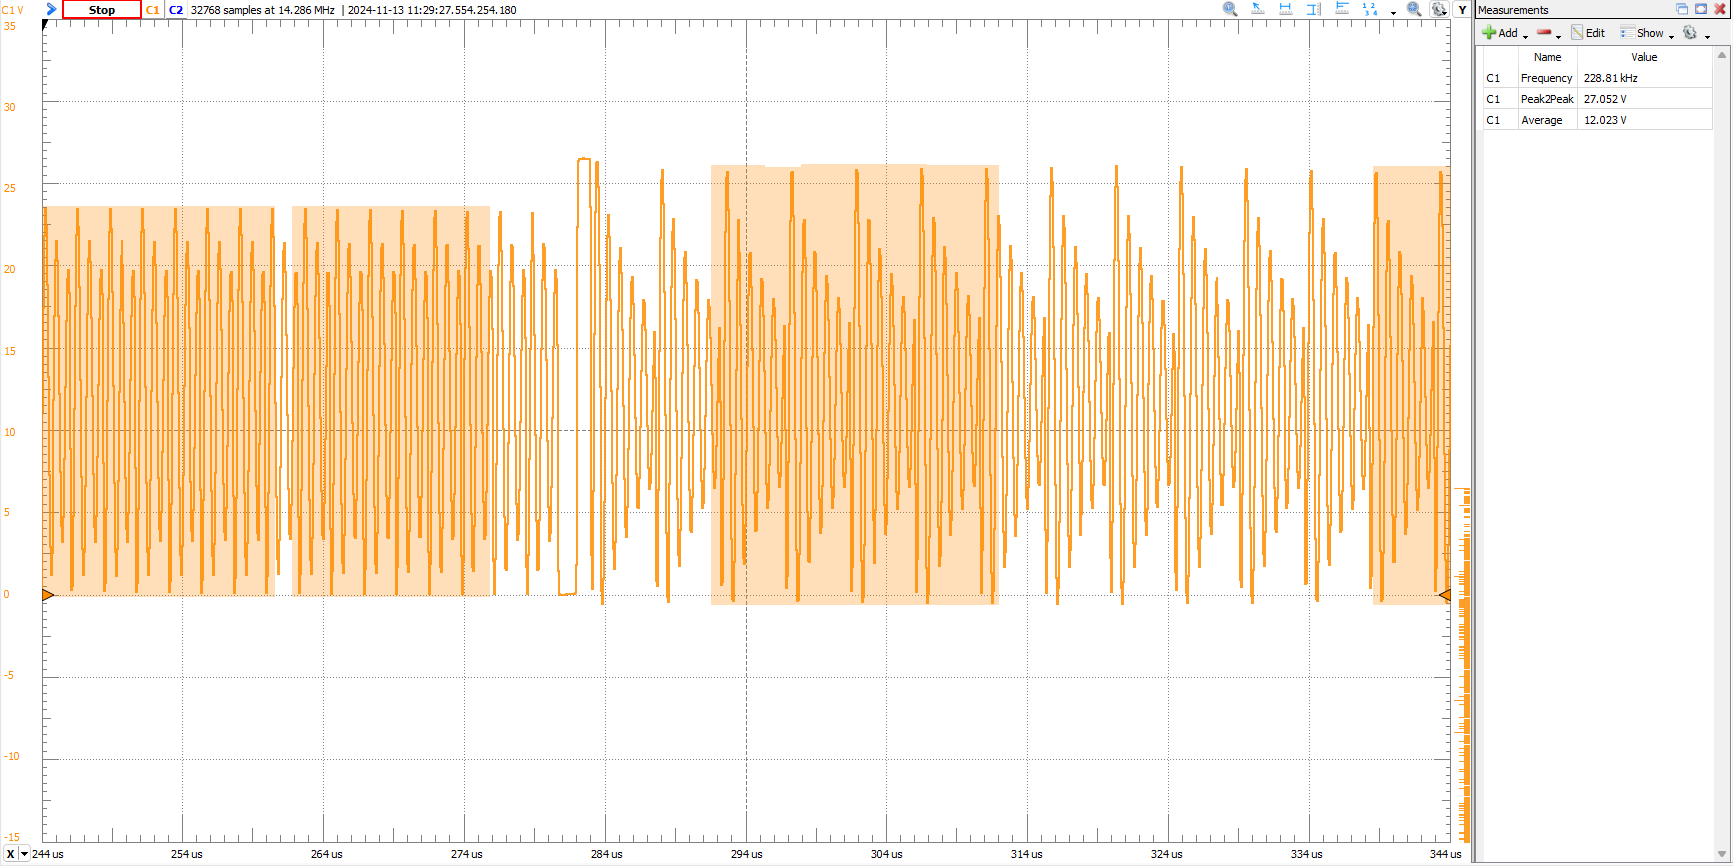 C1 V Stop C1 C2 32768 samples at 14.286 MHz | 2024-11-13 11:29:27.554.254.180 Y
Measurements
Add Edit Show
Name Value
C1 Frequency 228.81 kHz
C1 Peak2Peak 27.052 V
C1 Average 12.023 V
35
30
25
20
15
10
5
0
-5
-10
-15
X 244 us 254 us 264 us 274 us 284 us 294 us 304 us 314 us 324 us 334 us 344 us